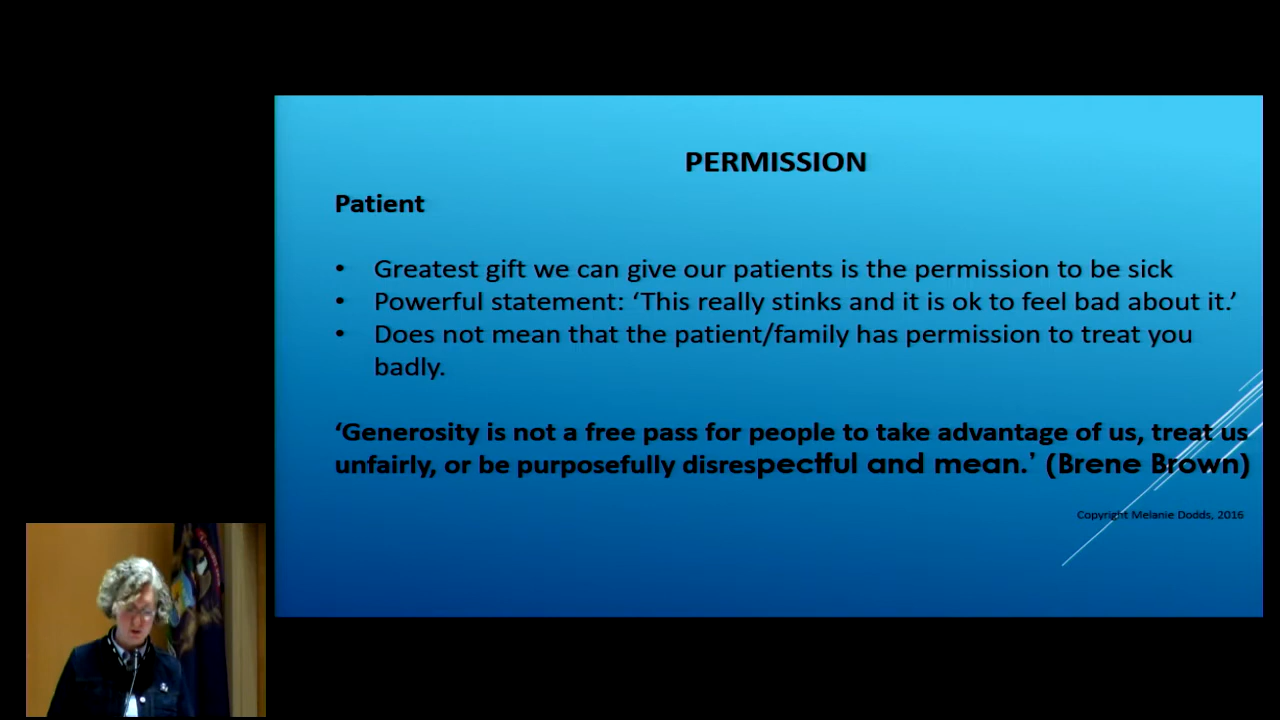 PERMISSION
Patient
• Greatest gift we can give our patients is the permission to be sick
• Powerful statement: ‘This really stinks and it is ok to feel bad about it.’
• Does not mean that the patient/family has permission to treat you
badly.
‘Generosity is not a free pass for people to take advantage of us, treat us
unfairly, or be purposefully disrespectful and mean.’ (Brene Brown)
Copyright Melanie Dodds, 2016